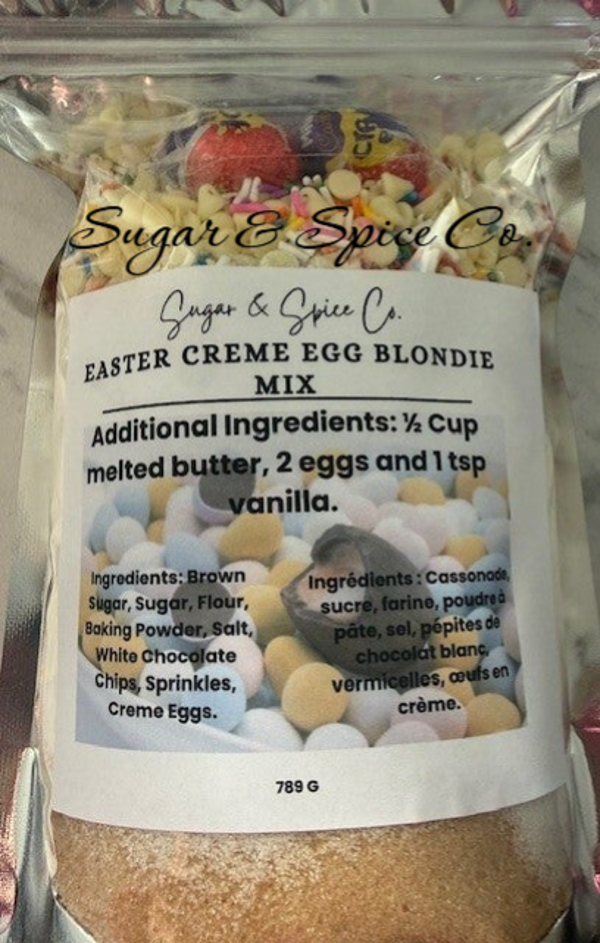 Sugar & Spice Co.
Sugar & Spice Co.
EASTER CREME EGG BLONDIE
MIX
Additional Ingredients: ½ Cup
melted butter, 2 eggs and 1 tsp
vanilla.
Ingredients: Brown
Sugar, Sugar, Flour,
Baking Powder, Salt,
White Chocolate
Chips, Sprinkles,
Creme Eggs.
Ingrédients : Cassonade,
sucre, farine, poudre à
pâte, sel, pépites de
chocolat blanc,
vermicelles, œufs en
crème.
789 G